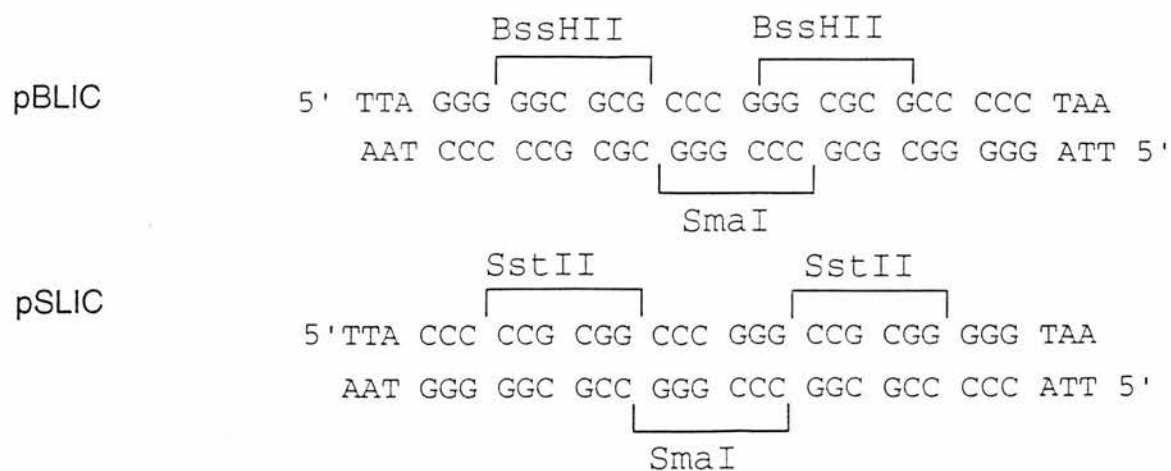 BssHII BssHII
pBLIC 5' TTA GGG GGC GCG CCC GGG CGC GCC CCC TAA
AAT CCC CCG CGC GGG CCC GCG CGG GGG ATT 5'
SmaI
SstII SstII
pSLIC 5'TTA CCC CCG CGG CCC GGG CCG CGG GGG TAA
AAT GGG GGC GCC GGG CCC GGC GCC CCC ATT 5'
SmaI